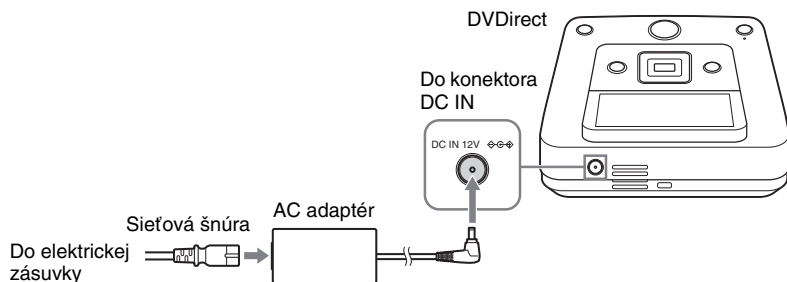 DVDirect
Do konektora
DC IN
DC IN 12V
AC adaptér
Sieťová šnúra
Do elektrickej
zásuvky